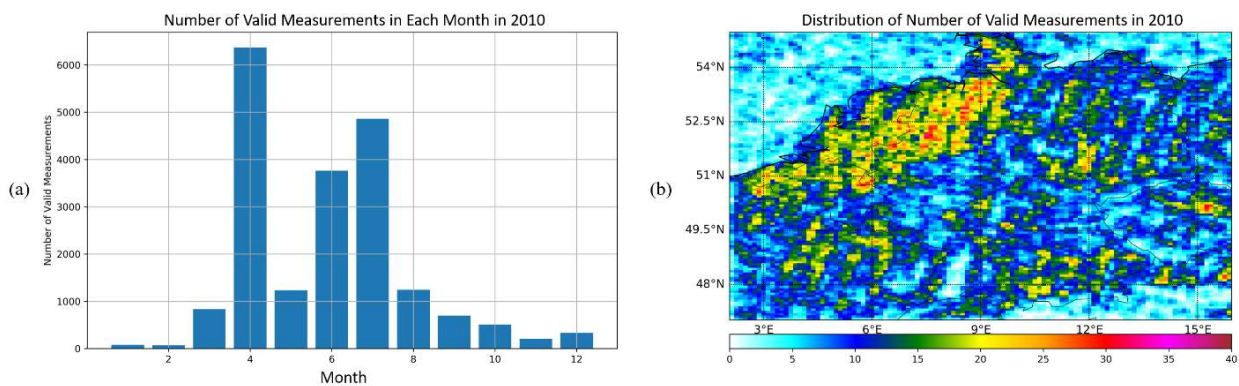 (a)
Number of Valid Measurements in Each Month in 2010
Number of Valid Measurements
6000
5000
4000
3000
2000
1000
0
2 4 6 8 10 12
Month
(b)
Distribution of Number of Valid Measurements in 2010
54°N
52.5°N
51°N
49.5°N
48°N
3°E 6°E 9°E 12°E 15°E
0 5 10 15 20 25 30 35 40